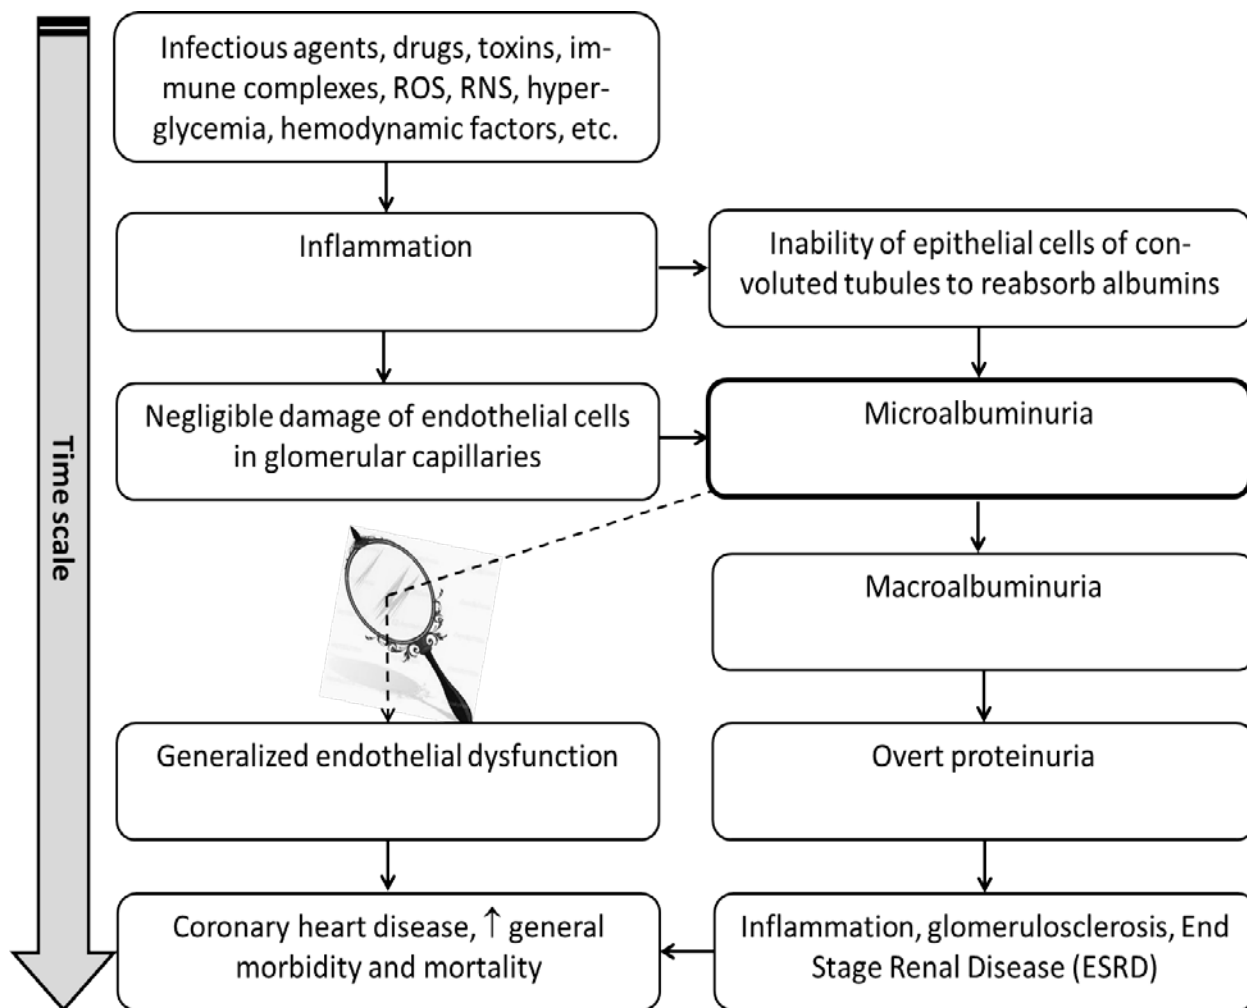 Infectious agents, drugs, toxins, im-
mune complexes, ROS, RNS, hyper-
glycemia, hemodynamic factors, etc.
Inflammation
Inability of epithelial cells of con-
voluted tubules to reabsorb albumins
Negligible damage of endothelial cells
in glomerular capillaries
Microalbuminuria
Time scale
Macroalbuminuria
Generalized endothelial dysfunction
Overt proteinuria
Coronary heart disease, ↑ general
morbidity and mortality
Inflammation, glomerulosclerosis, End
Stage Renal Disease (ESRD)